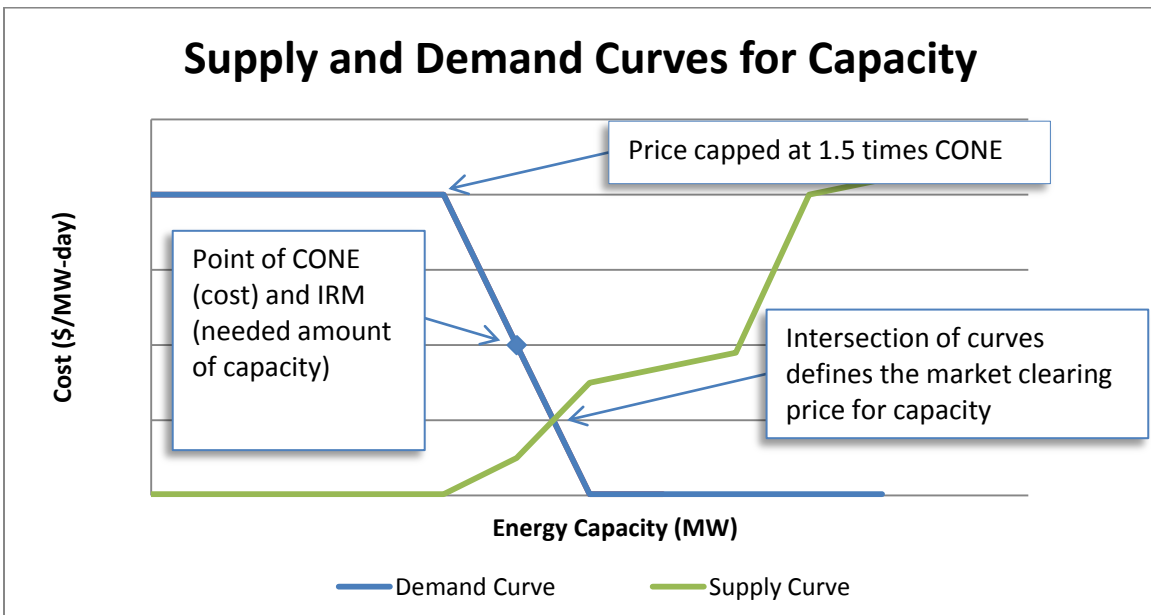 Supply and Demand Curves for Capacity
Price capped at 1.5 times CONE
Cost ($/MW-day)
Point of CONE
(cost) and IRM
(needed amount
of capacity)
Intersection of curves
defines the market clearing
price for capacity
Energy Capacity (MW)
Demand Curve
Supply Curve